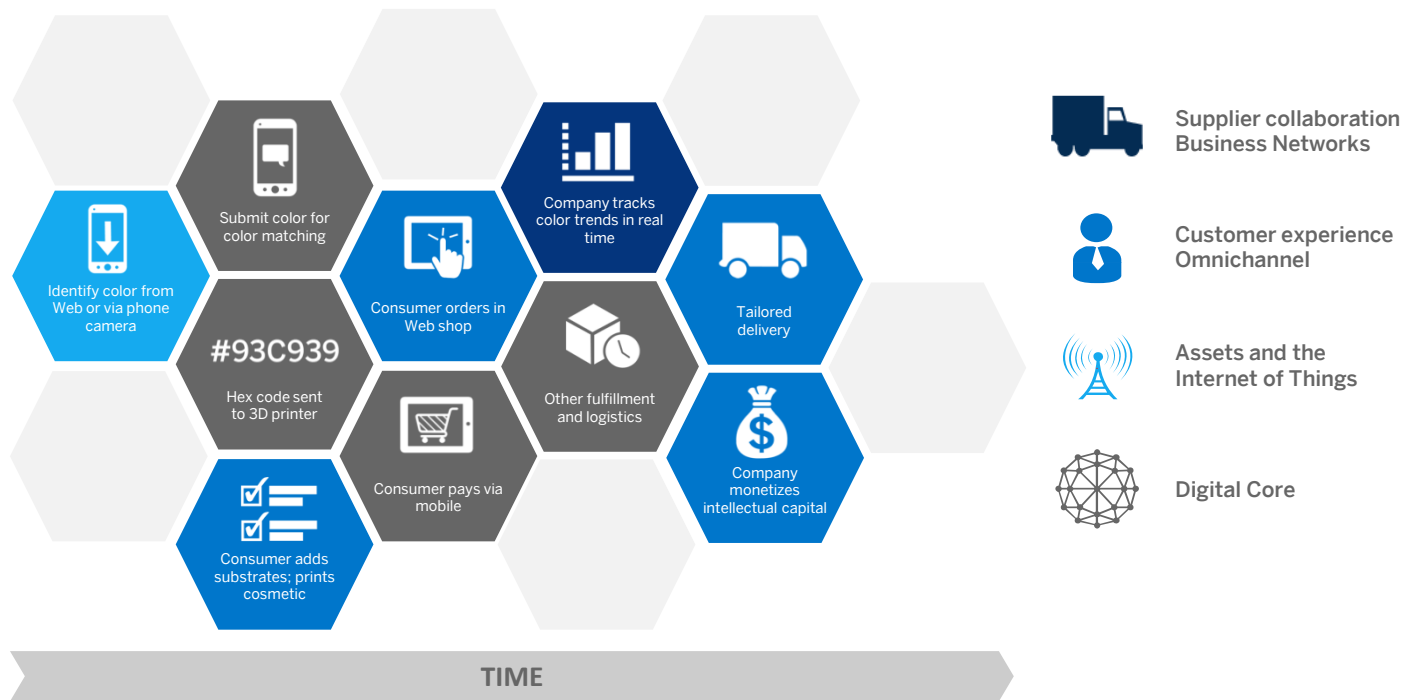 Identify color from
Web or via phone
camera
Submit color for
color matching
#93C939
Hex code sent
to 3D printer
Consumer adds
substrates; prints
cosmetic
Consumer orders in
Web shop
Consumer pays via
mobile
Company tracks
color trends in real
time
Other fulfillment
and logistics
Tailored
delivery
$
Company
monetizes
intellectual capital
Supplier collaboration
Business Networks
Customer experience
Omnichannel
Assets and the
Internet of Things
Digital Core
TIME